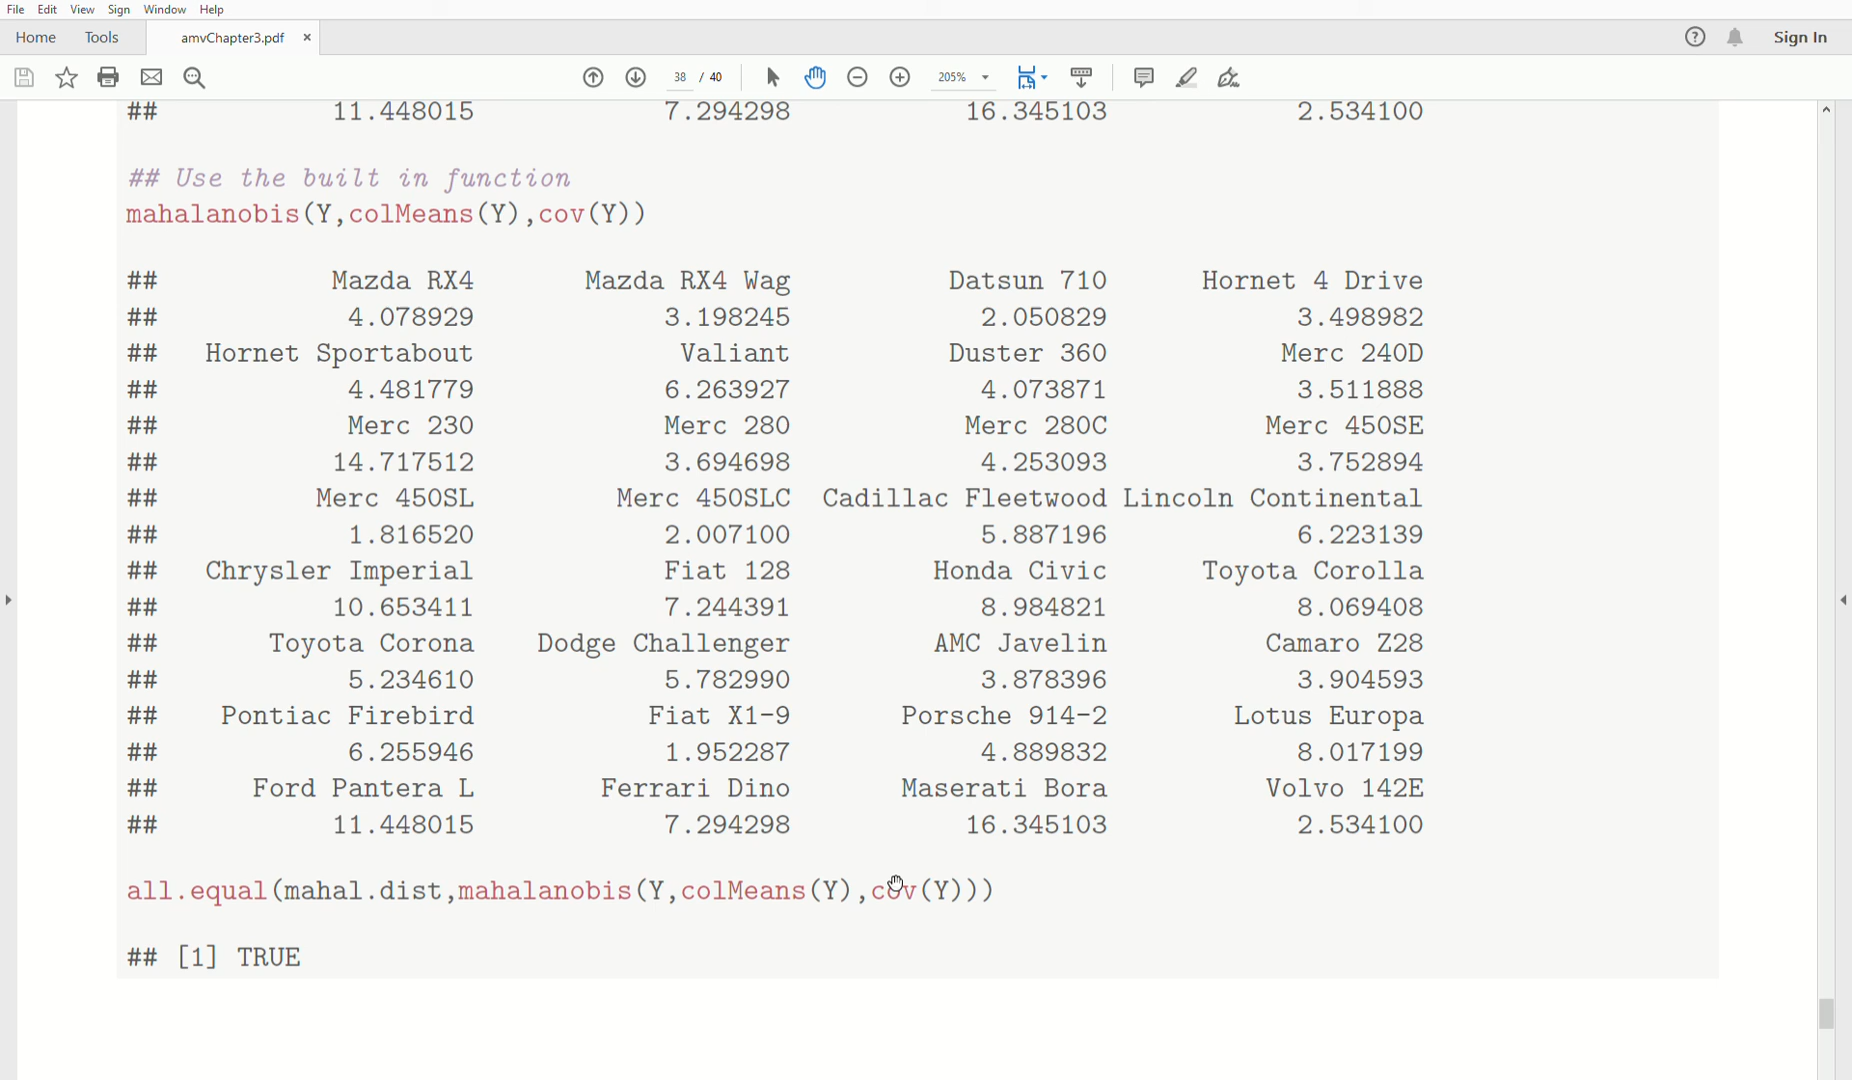 File Edit View Sign Window Help
Home Tools amvChapter3.pdf × Sign In
38 / 40 205%
## 11.448015 7.294298 16.345103 2.534100
## Use the built in function
mahalanobis(Y,colMeans(Y),cov(Y))
## Mazda RX4 Mazda RX4 Wag Datsun 710 Hornet 4 Drive
## 4.078929 3.198245 2.050829 3.498982
## Hornet Sportabout Valiant Duster 360 Merc 240D
## 4.481779 6.263927 4.073871 3.511888
## Merc 230 Merc 280 Merc 280C Merc 450SE
## 14.717512 3.694698 4.253093 3.752894
## Merc 450SL Merc 450SLC Cadillac Fleetwood Lincoln Continental
## 1.816520 2.007100 5.887196 6.223139
## Chrysler Imperial Fiat 128 Honda Civic Toyota Corolla
## 10.653411 7.244391 8.984821 8.069408
## Toyota Corona Dodge Challenger AMC Javelin Camaro Z28
## 5.234610 5.782990 3.878396 3.904593
## Pontiac Firebird Fiat X1-9 Porsche 914-2 Lotus Europa
## 6.255946 1.952287 4.889832 8.017199
## Ford Pantera L Ferrari Dino Maserati Bora Volvo 142E
## 11.448015 7.294298 16.345103 2.534100
all.equal(mahal.dist,mahalanobis(Y,colMeans(Y),cov(Y)))
## [1] TRUE